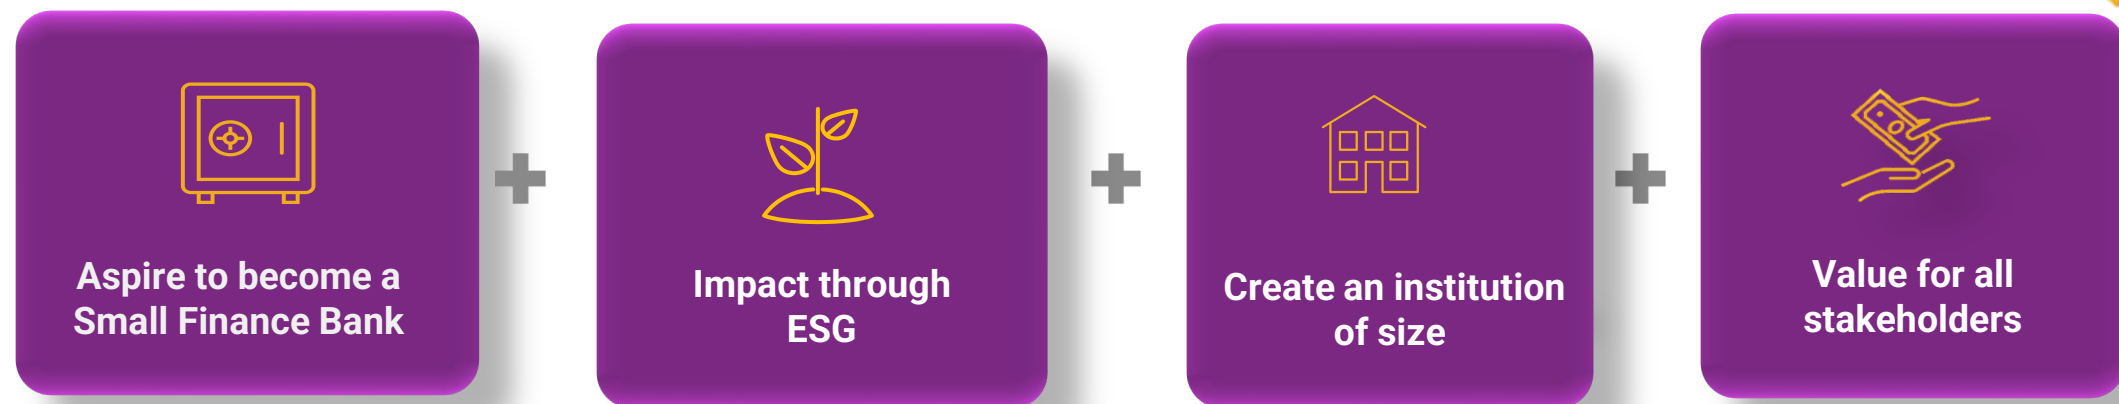 Aspire to become a
Small Finance Bank
Impact through
ESG
Create an institution
of size
Value for all
stakeholders